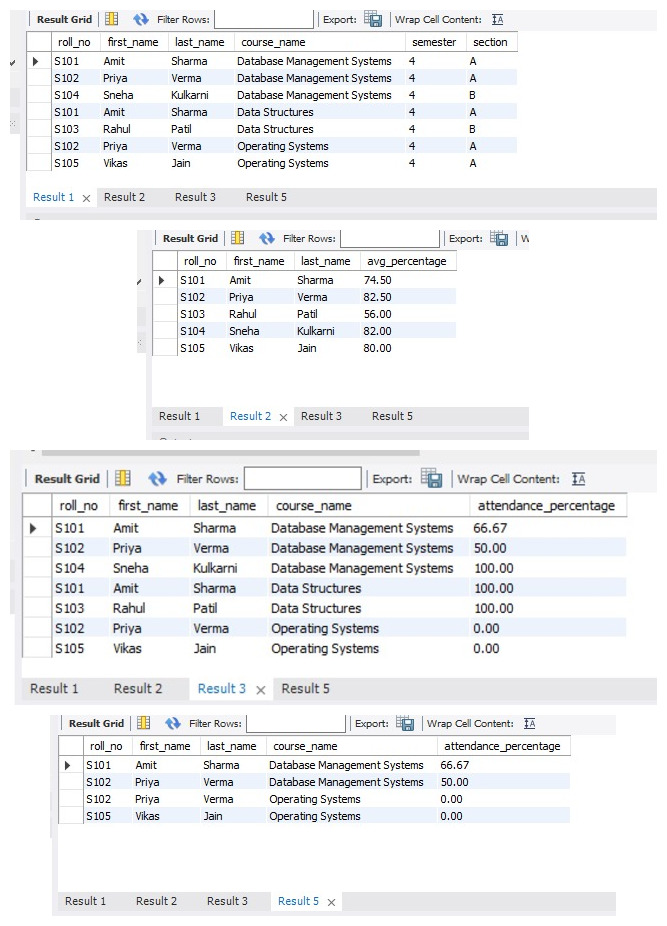 Result Grid Filter Rows: Export: Wrap Cell Content: IA
roll_no first_name last_name course_name semester section
S101 Amit Sharma Database Management Systems 4 A
S102 Priya Verma Database Management Systems 4 A
S104 Sneha Kulkarni Database Management Systems 4 B
S101 Amit Sharma Data Structures 4 A
S103 Rahul Patil Data Structures 4 B
S102 Priya Verma Operating Systems 4 A
S105 Vikas Jain Operating Systems 4 A
Result 1 Result 2 Result 3 Result 5
Result Grid Filter Rows: Export: W
roll_no first_name last_name avg_percentage
S101 Amit Sharma 74.50
S102 Priya Verma 82.50
S103 Rahul Patil 56.00
S104 Sneha Kulkarni 82.00
S105 Vikas Jain 80.00
Result 1 Result 2 Result 3 Result 5
Result Grid Filter Rows: Export: Wrap Cell Content: IA
roll_no first_name last_name course_name attendance_percentage
S101 Amit Sharma Database Management Systems 66.67
S102 Priya Verma Database Management Systems 50.00
S104 Sneha Kulkarni Database Management Systems 100.00
S101 Amit Sharma Data Structures 100.00
S103 Rahul Patil Data Structures 100.00
S102 Priya Verma Operating Systems 0.00
S105 Vikas Jain Operating Systems 0.00
Result 1 Result 2 Result 3 Result 5
Result Grid Filter Rows: Export: Wrap Cell Content: IA
roll_no first_name last_name course_name attendance_percentage
S101 Amit Sharma Database Management Systems 66.67
S102 Priya Verma Database Management Systems 50.00
S102 Priya Verma Operating Systems 0.00
S105 Vikas Jain Operating Systems 0.00
Result 1 Result 2 Result 3 Result 5